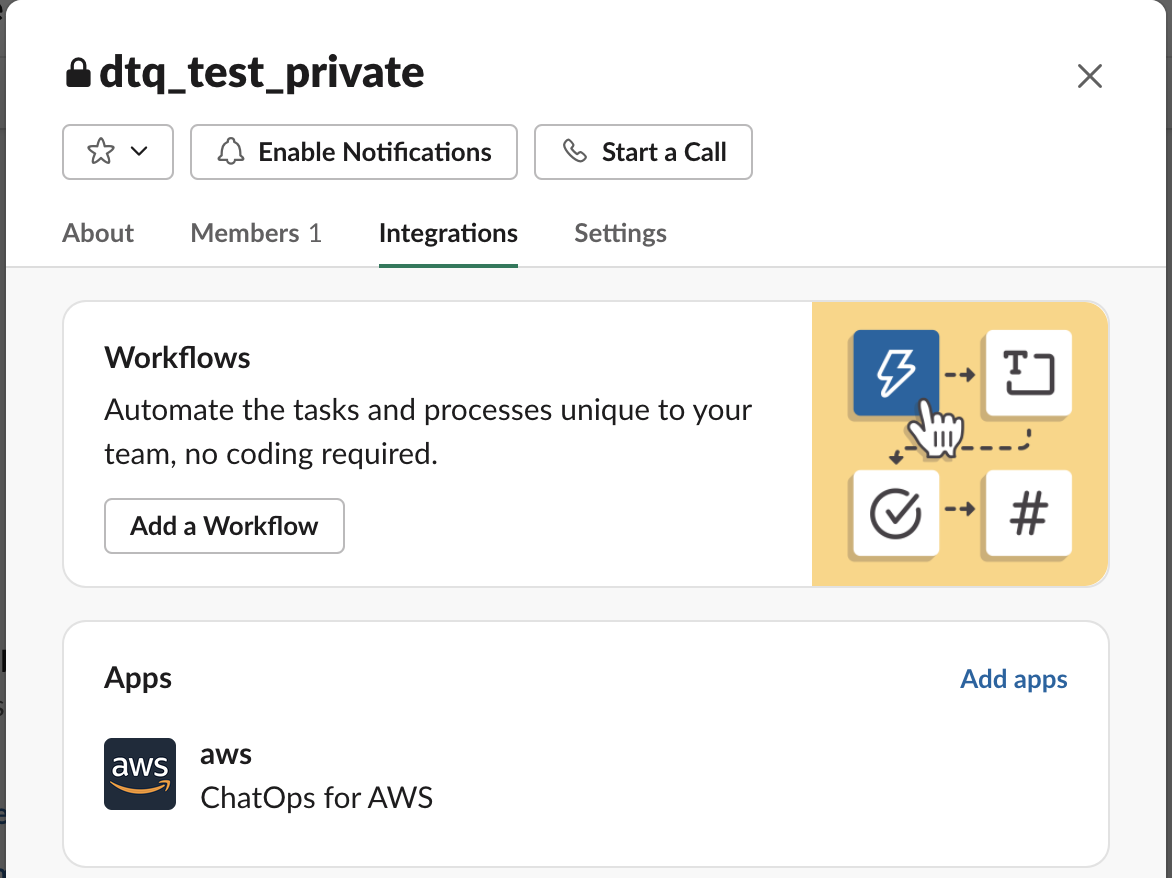 dtq_test_private
Enable Notifications
Start a Call
About
Members 1
Integrations
Settings
Workflows
Automate the tasks and processes unique to your
team, no coding required.
Add a Workflow
T
#
Apps
Add apps
aws
aws
ChatOps for AWS